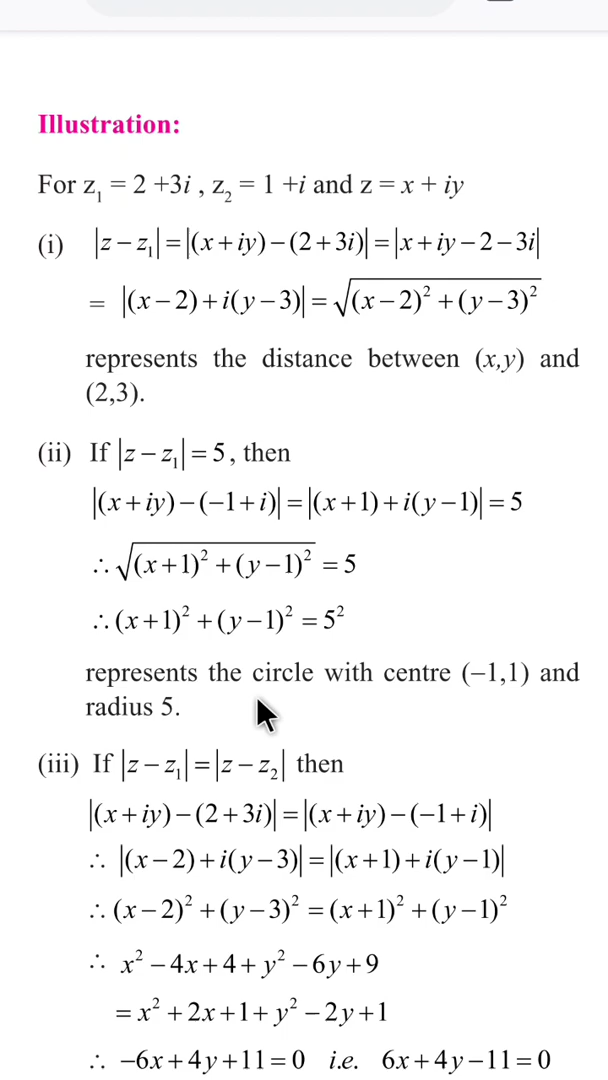 Illustration:
For z₁ = 2 +3i , z₂ = 1 +i and z = x + iy
(i) |z − z₁| = |(x + iy) − (2 + 3i)| = |x + iy − 2 − 3i|
= |(x − 2) + i(y − 3)| = √((x − 2)² + (y − 3)²)
represents the distance between (x,y) and
(2,3).
(ii) If |z − z₁| = 5, then
|(x + iy) − (−1 + i)| = |(x + 1) + i(y − 1)| = 5
∴ √((x + 1)² + (y − 1)²) = 5
∴ (x + 1)² + (y − 1)² = 5²
represents the circle with centre (−1,1) and
radius 5.
(iii) If |z − z₁| = |z − z₂| then
|(x + iy) − (2 + 3i)| = |(x + iy) − (−1 + i)|
∴ |(x − 2) + i(y − 3)| = |(x + 1) + i(y − 1)|
∴ (x − 2)² + (y − 3)² = (x + 1)² + (y − 1)²
∴ x² − 4x + 4 + y² − 6y + 9
= x² + 2x + 1 + y² − 2y + 1
∴ −6x + 4y + 11 = 0 i.e. 6x + 4y − 11 = 0